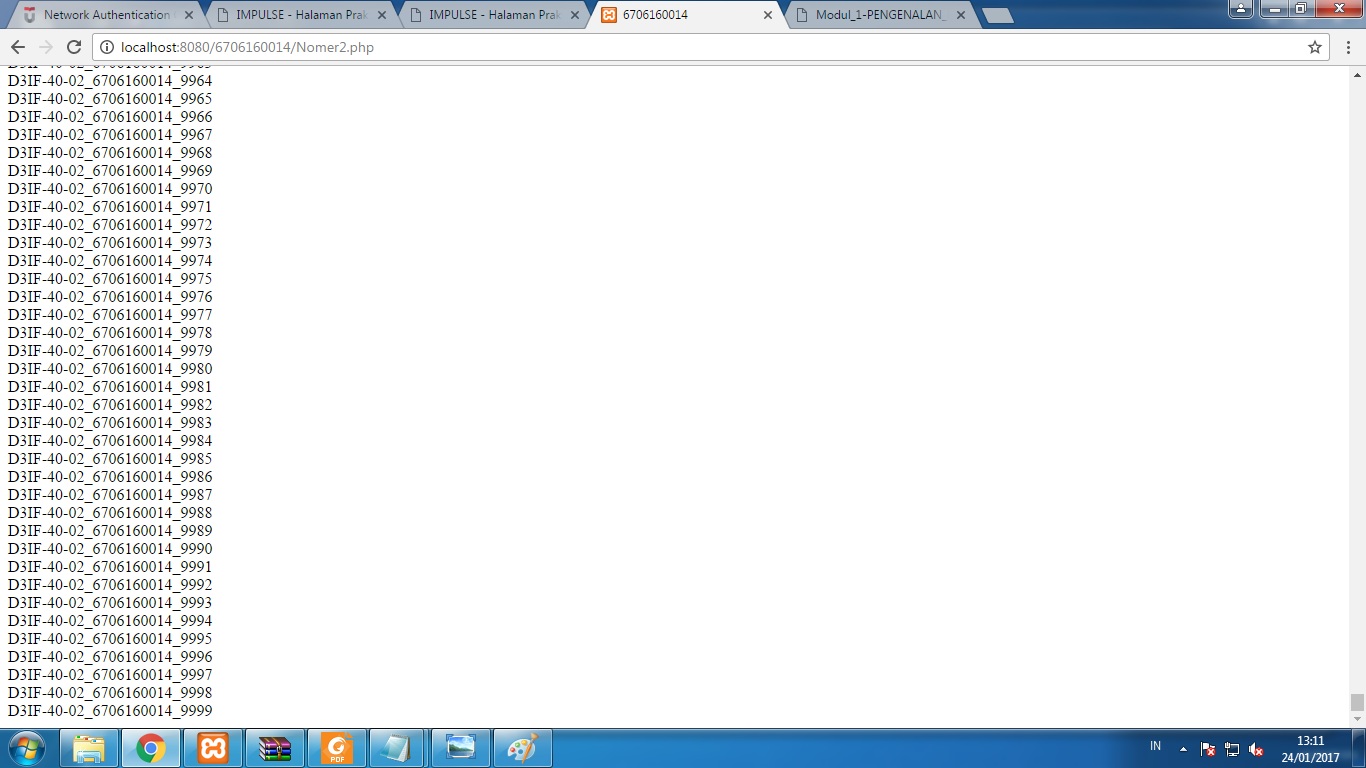 Network Authentication
IMPULSE - Halaman Prak
IMPULSE - Halaman Prak
6706160014
Modul_1-PENGENALAN_
localhost:8080/6706160014/Nomer2.php
D3IF-40-02_6706160014_9963
D3IF-40-02_6706160014_9964
D3IF-40-02_6706160014_9965
D3IF-40-02_6706160014_9966
D3IF-40-02_6706160014_9967
D3IF-40-02_6706160014_9968
D3IF-40-02_6706160014_9969
D3IF-40-02_6706160014_9970
D3IF-40-02_6706160014_9971
D3IF-40-02_6706160014_9972
D3IF-40-02_6706160014_9973
D3IF-40-02_6706160014_9974
D3IF-40-02_6706160014_9975
D3IF-40-02_6706160014_9976
D3IF-40-02_6706160014_9977
D3IF-40-02_6706160014_9978
D3IF-40-02_6706160014_9979
D3IF-40-02_6706160014_9980
D3IF-40-02_6706160014_9981
D3IF-40-02_6706160014_9982
D3IF-40-02_6706160014_9983
D3IF-40-02_6706160014_9984
D3IF-40-02_6706160014_9985
D3IF-40-02_6706160014_9986
D3IF-40-02_6706160014_9987
D3IF-40-02_6706160014_9988
D3IF-40-02_6706160014_9989
D3IF-40-02_6706160014_9990
D3IF-40-02_6706160014_9991
D3IF-40-02_6706160014_9992
D3IF-40-02_6706160014_9993
D3IF-40-02_6706160014_9994
D3IF-40-02_6706160014_9995
D3IF-40-02_6706160014_9996
D3IF-40-02_6706160014_9997
D3IF-40-02_6706160014_9998
D3IF-40-02_6706160014_9999
PDF
IN
13:11
24/01/2017